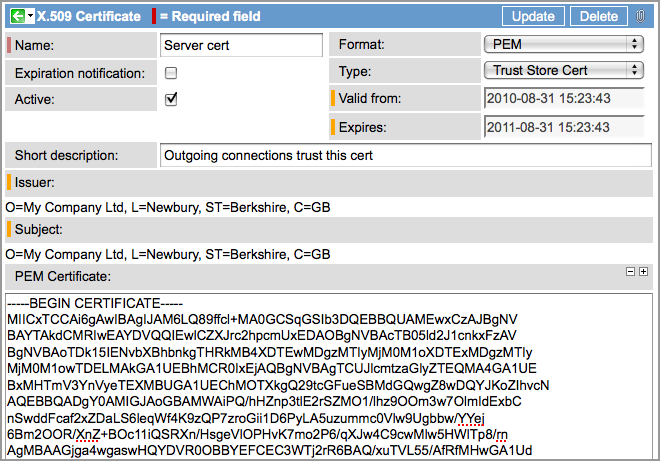 X.509 Certificate = Required field Update Delete
Name: Server cert Format: PEM
Expiration notification: Type: Trust Store Cert
Active: Valid from: 2010-08-31 15:23:43
Expires: 2011-08-31 15:23:43
Short description: Outgoing connections trust this cert
Issuer:
O=My Company Ltd, L=Newbury, ST=Berkshire, C=GB
Subject:
O=My Company Ltd, L=Newbury, ST=Berkshire, C=GB
PEM Certificate:
-----BEGIN CERTIFICATE-----
MIICxTCCAi6gAwIBAgIJAM6LQ89ffcl+MA0GCSqGSIb3DQEBBQUAMEwxCzAJBgNV
BAYTAkdCMRIwEAYDVQQIEwlCZXJrc2hpcmUxEDAOBgNVBAcTB05ld2J1cnkxFzAV
BgNVBAoTDk15IENvbXBhbnkgTHRkMB4XDTEwMDgzMTIyMjM0M1oXDTExMDgzMTIy
MjM0M1owTDELMAkGA1UEBhMCR0IxEjAQBgNVBAgTCUJlcmtzaGlyZTEQMA4GA1UE
BxMHTmV3YnVyeTEXMBUGA1UEChMOTXkgQ29tcGFueSBMdGQwgZ8wDQYJKoZIhvcN
AQEBBQADgY0AMIGJAoGBAMWAiPQ/hHZnp3tlE2rSZMO1/lhz9OOm3w7OlmIdExbC
nSwddFcaf2xZDaLS6leqWf4K9zQP7zroGii1D6PyLA5uzummc0Vlw9Ugbbw/YYej
6Bm2OOR/XnZ+BOc11iQSRXn/HsgeVIOPHvK7mo2P6/qXJw4C9cwMlw5HWITp8/rn
AgMBAAGjga4wgaswHQYDVR0OBBYEFCEC3WTj2rR6BAQ/xuTVL55/AfRfMHwGA1Ud